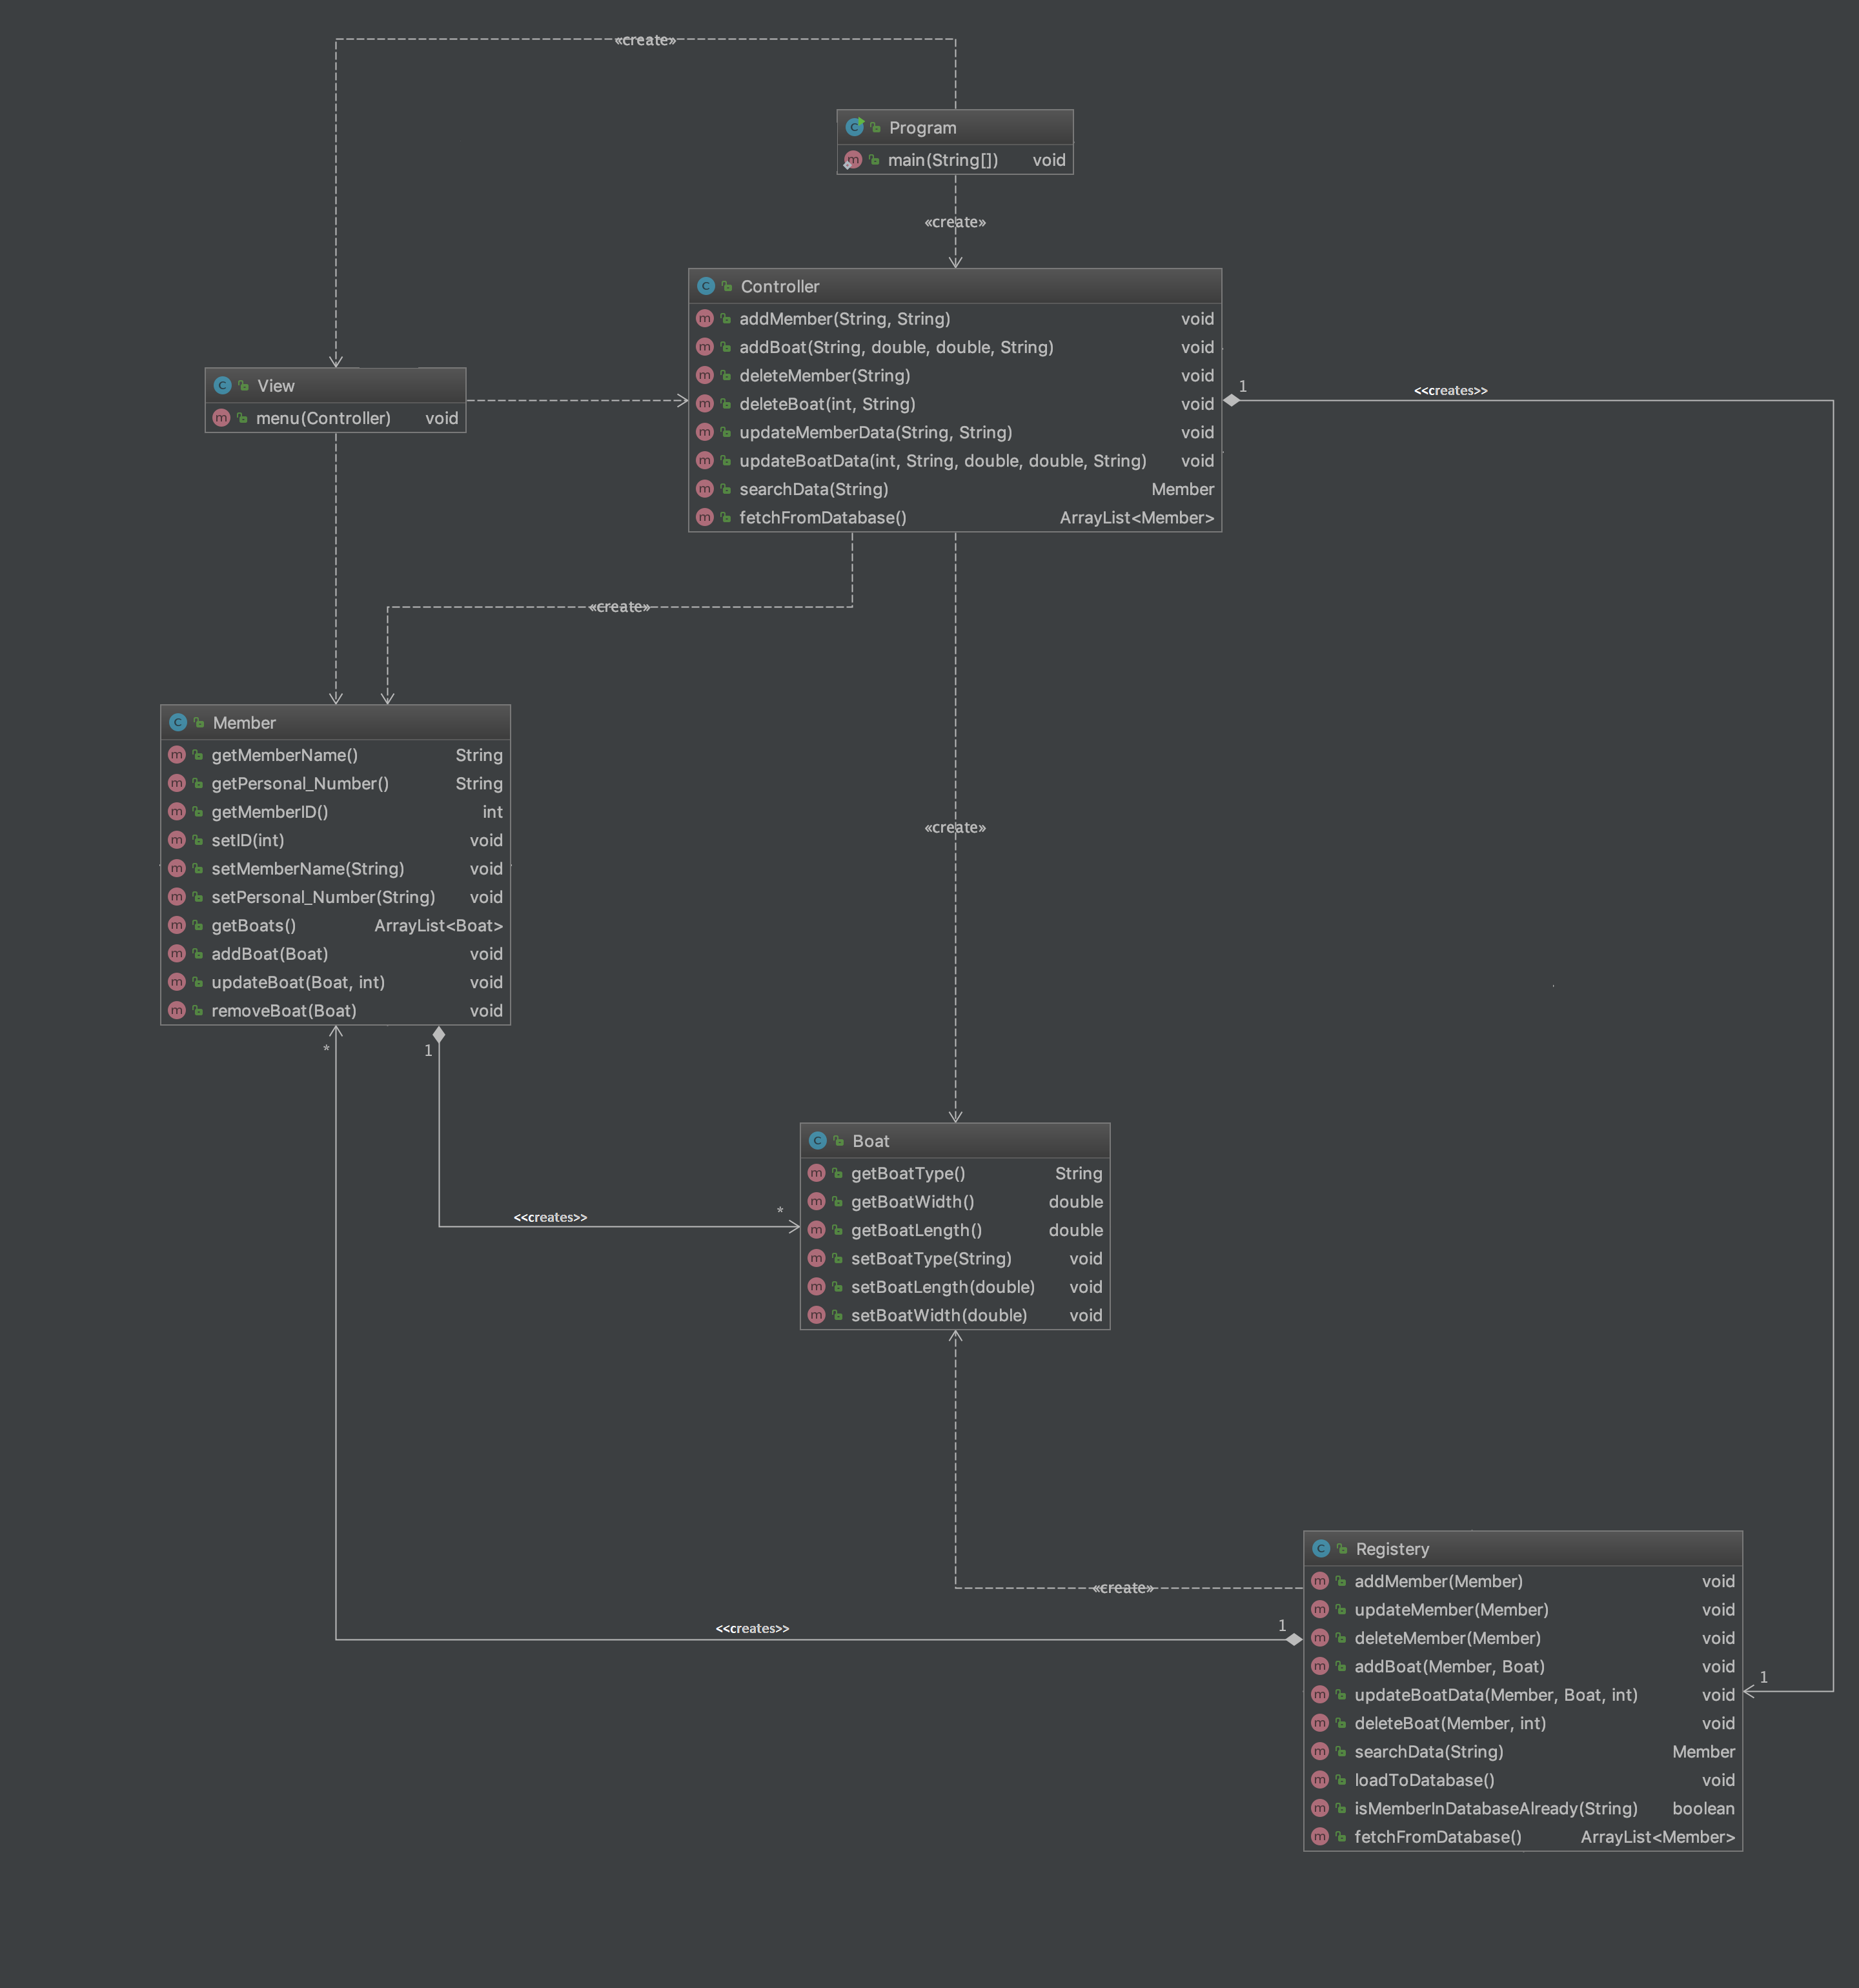 «create»
Program
main(String[]) void
«create»
Controller
addMember(String, String) void
addBoat(String, double, double, String) void
deleteMember(String) void
deleteBoat(int, String) void
updateMemberData(String, String) void
updateBoatData(int, String, double, double, String) void
searchData(String) Member
fetchFromDatabase() ArrayList<Member>
1
<<creates>>
View
menu(Controller) void
«create»
Member
getMemberName() String
getPersonal_Number() String
getMemberID() int
setID(int) void
setMemberName(String) void
setPersonal_Number(String) void
getBoats() ArrayList<Boat>
addBoat(Boat) void
updateBoat(Boat, int) void
removeBoat(Boat) void
«create»
*
1
<<creates>>
*
Boat
getBoatType() String
getBoatWidth() double
getBoatLength() double
setBoatType(String) void
setBoatLength(double) void
setBoatWidth(double) void
«create»
<<creates>>
1
Registery
addMember(Member) void
updateMember(Member) void
deleteMember(Member) void
addBoat(Member, Boat) void
updateBoatData(Member, Boat, int) void
deleteBoat(Member, int) void
searchData(String) Member
loadToDatabase() void
isMemberInDatabaseAlready(String) boolean
fetchFromDatabase() ArrayList<Member>
1